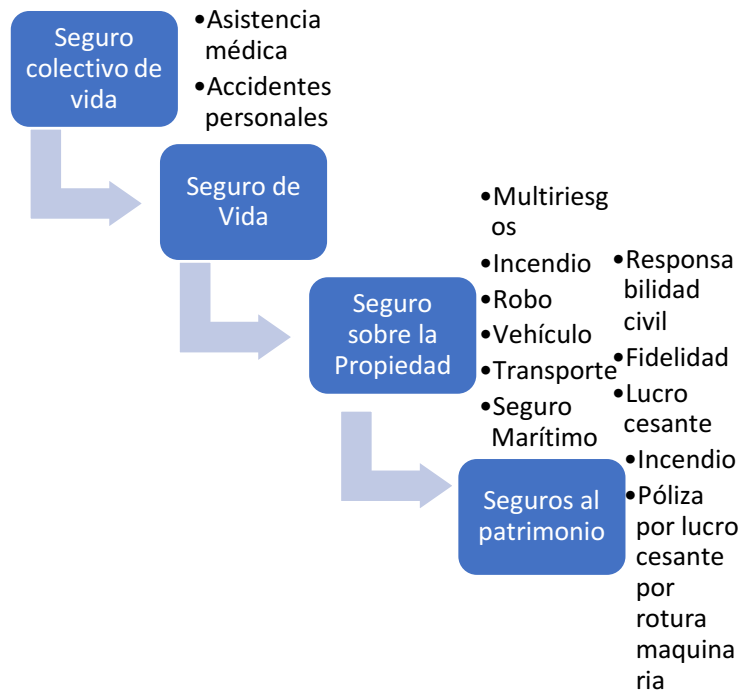 Seguro
colectivo de
vida
•Asistencia
médica
•Accidentes
personales
Seguro de
Vida
Seguro
sobre la
Propiedad
•Multiriesg
os
•Incendio
•Robo
•Vehículo
•Transporte
•Seguro
Marítimo
Seguros al
patrimonio
•Responsa
bilidad
civil
•Fidelidad
•Lucro
cesante
•Incendio
•Póliza
por lucro
cesante
por
rotura
maquina
ria